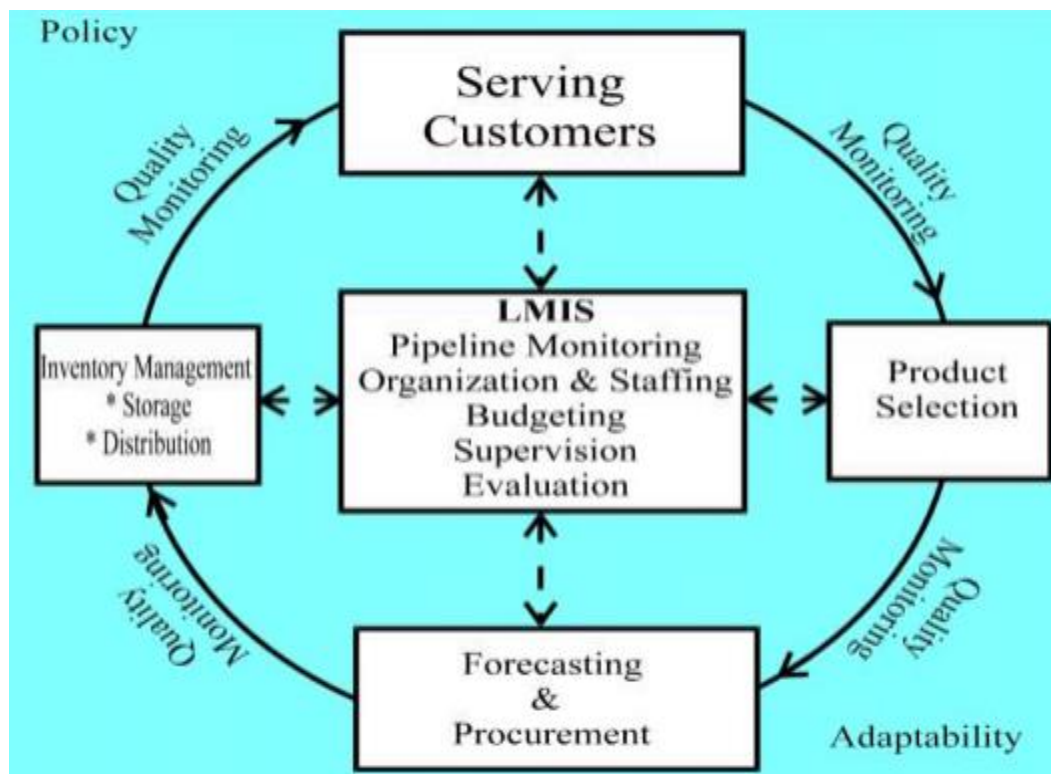 Policy
Serving
Customers
Quality
Monitoring
Quality
Monitoring
LMIS
Pipeline Monitoring
Organization & Staffing
Budgeting
Supervision
Evaluation
Inventory Management
* Storage
* Distribution
Product
Selection
Quality
Monitoring
Quality
Monitoring
Forecasting
&
Procurement
Adaptability